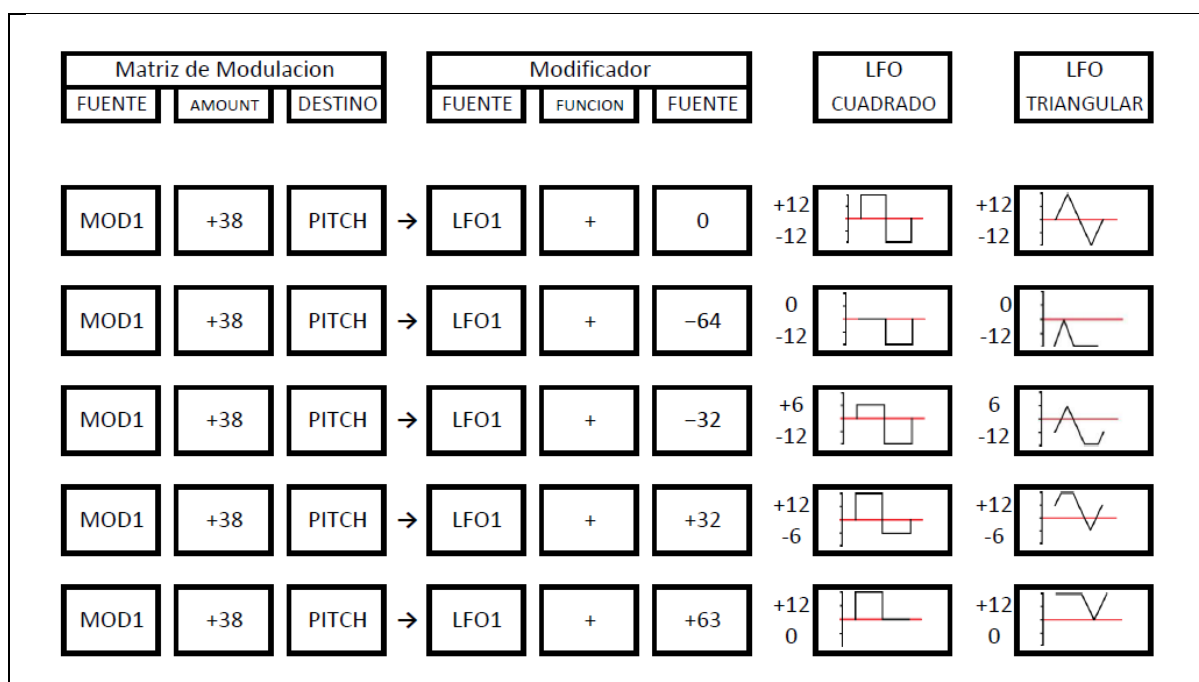 Matriz de Modulacion Modificador LFO LFO
FUENTE AMOUNT DESTINO FUENTE FUNCION FUENTE CUADRADO TRIANGULAR
+12 +12
MOD1 +38 PITCH → LFO1 + 0
-12 -12
0 0
MOD1 +38 PITCH → LFO1 + −64
-12 -12
+6 6
MOD1 +38 PITCH → LFO1 + −32
-12 -12
+12 +12
MOD1 +38 PITCH → LFO1 + +32
-6 -6
+12 +12
MOD1 +38 PITCH → LFO1 + +63
0 0